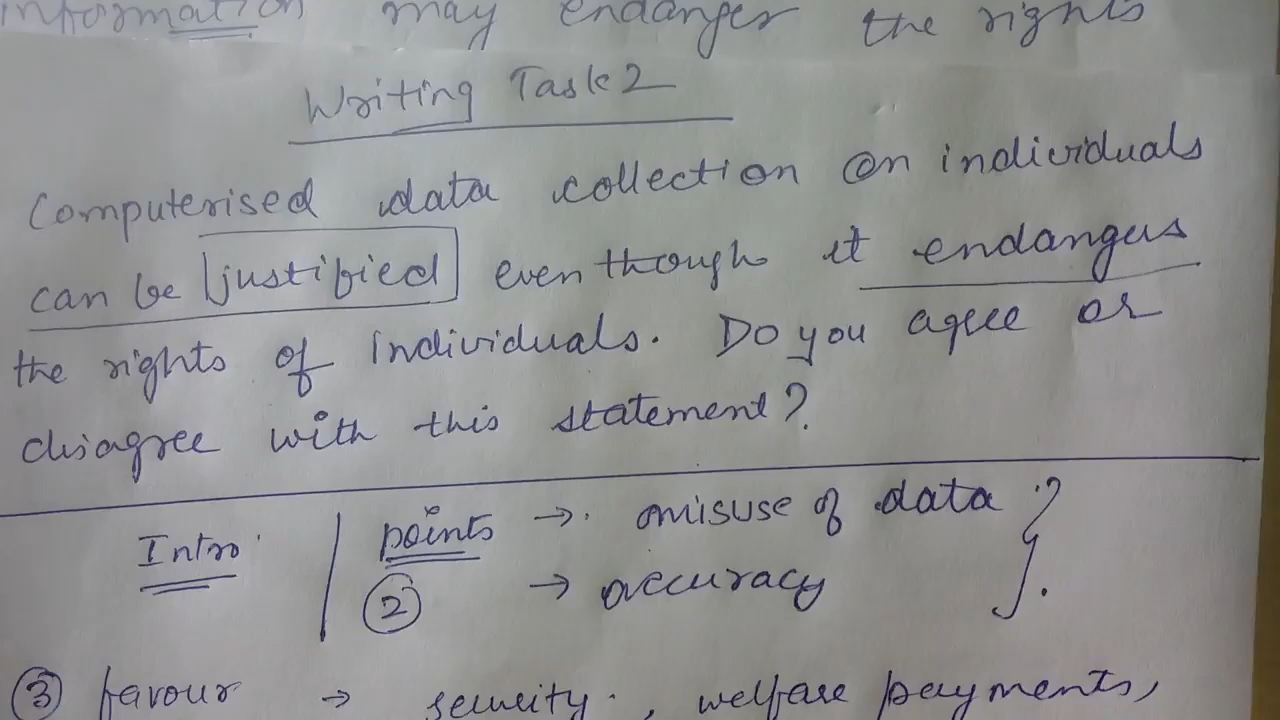 information may endanger the rights
Writing Task 2
Computerised data collection on individuals
can be justified even though it endangers
the rights of individuals. Do you agree or
disagree with this statement?
Intro. | points → misuse of data
② → accuracy
③ favour → security, welfare payments,